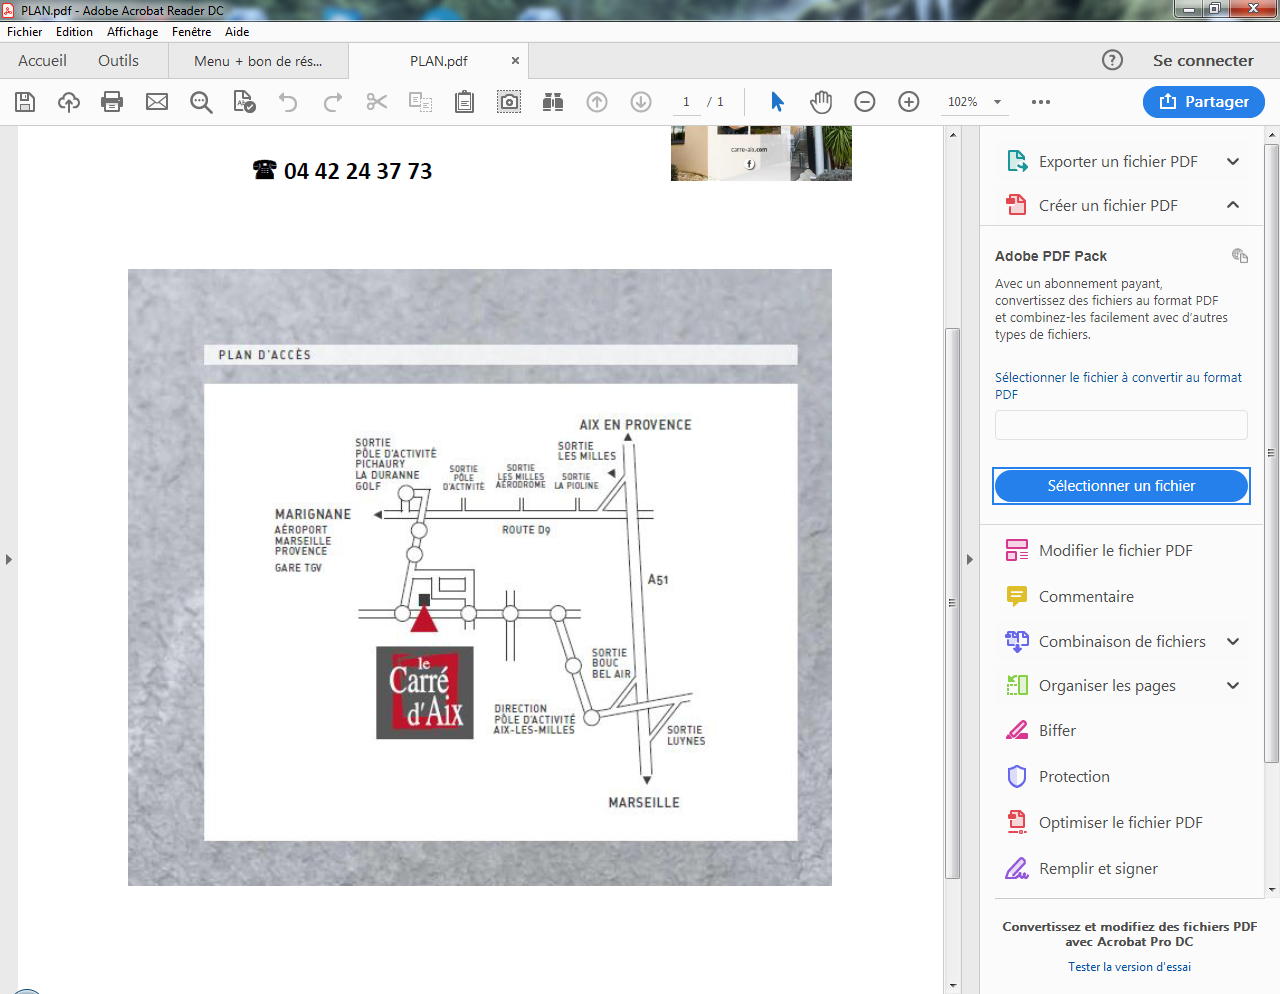 PLAN.pdf - Adobe Acrobat Reader DC
Fichier Edition Affichage Fenêtre Aide
Accueil Outils Menu + bon de rés... PLAN.pdf × ? Se connecter
1 / 1 102% Partager
carre-aix.com
f
☎ 04 42 24 37 73
PLAN D'ACCÈS
AIX EN PROVENCE
SORTIE
PÔLE D'ACTIVITÉ
PICHAURY
LA DURANNE
GOLF
SORTIE
PÔLE
D'ACTIVITÉ
SORTIE
LES MILLES
AÉRODROME
SORTIE
LES MILLES
SORTIE
LA PIOLINE
MARIGNANE
AÉROPORT
MARSEILLE
PROVENCE
GARE TGV
ROUTE D9
A51
le
Carré
d'Aix
SORTIE
BOUC
BEL AIR
DIRECTION
PÔLE D'ACTIVITÉ
AIX-LES-MILLES
SORTIE
LUYNES
MARSEILLE
Exporter un fichier PDF
Créer un fichier PDF
Adobe PDF Pack
Avec un abonnement payant,
convertissez des fichiers au format PDF
et combinez-les facilement avec d'autres
types de fichiers.
Sélectionner le fichier à convertir au format
PDF
Sélectionner un fichier
Modifier le fichier PDF
Commentaire
Combinaison de fichiers
Organiser les pages
Biffer
Protection
Optimiser le fichier PDF
Remplir et signer
Convertissez et modifiez des fichiers PDF
avec Acrobat Pro DC
Tester la version d'essai